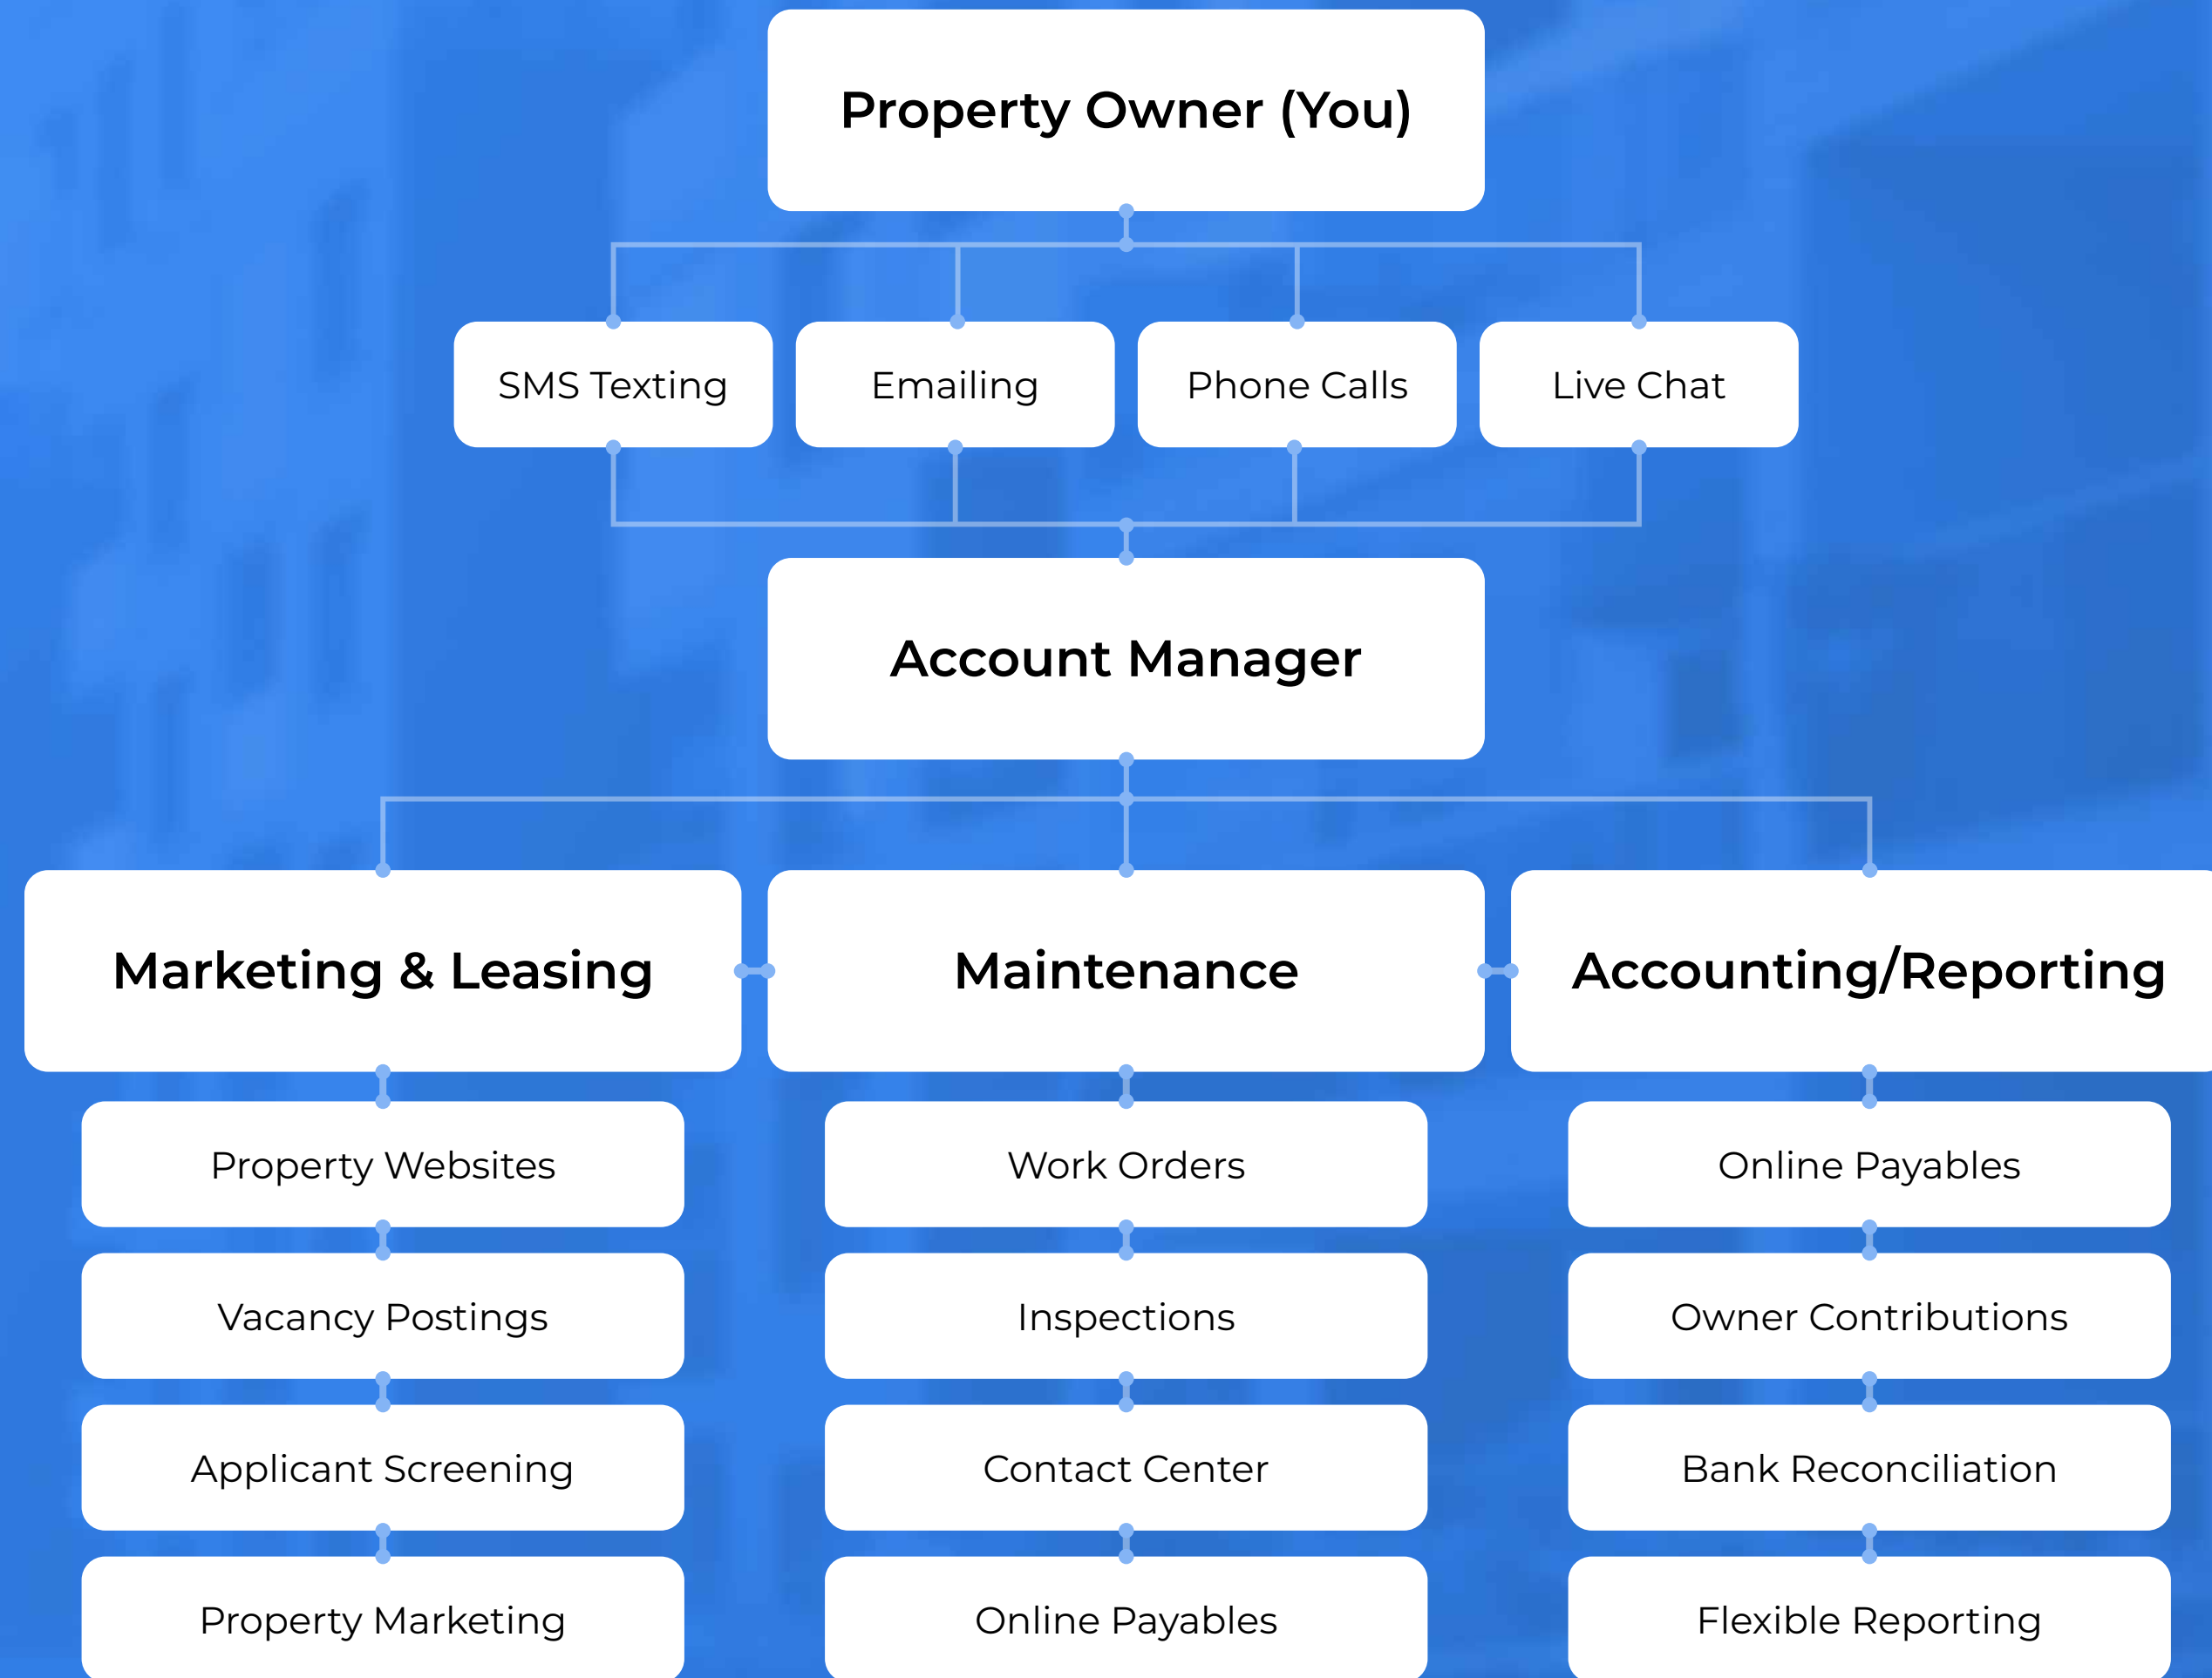 Property Owner (You)
SMS Texting
Emailing
Phone Calls
Live Chat
Account Manager
Marketing & Leasing
Maintenance
Accounting/Reporting
Property Websites
Work Orders
Online Payables
Vacancy Postings
Inspections
Owner Contributions
Applicant Screening
Contact Center
Bank Reconciliation
Property Marketing
Online Payables
Flexible Reporting